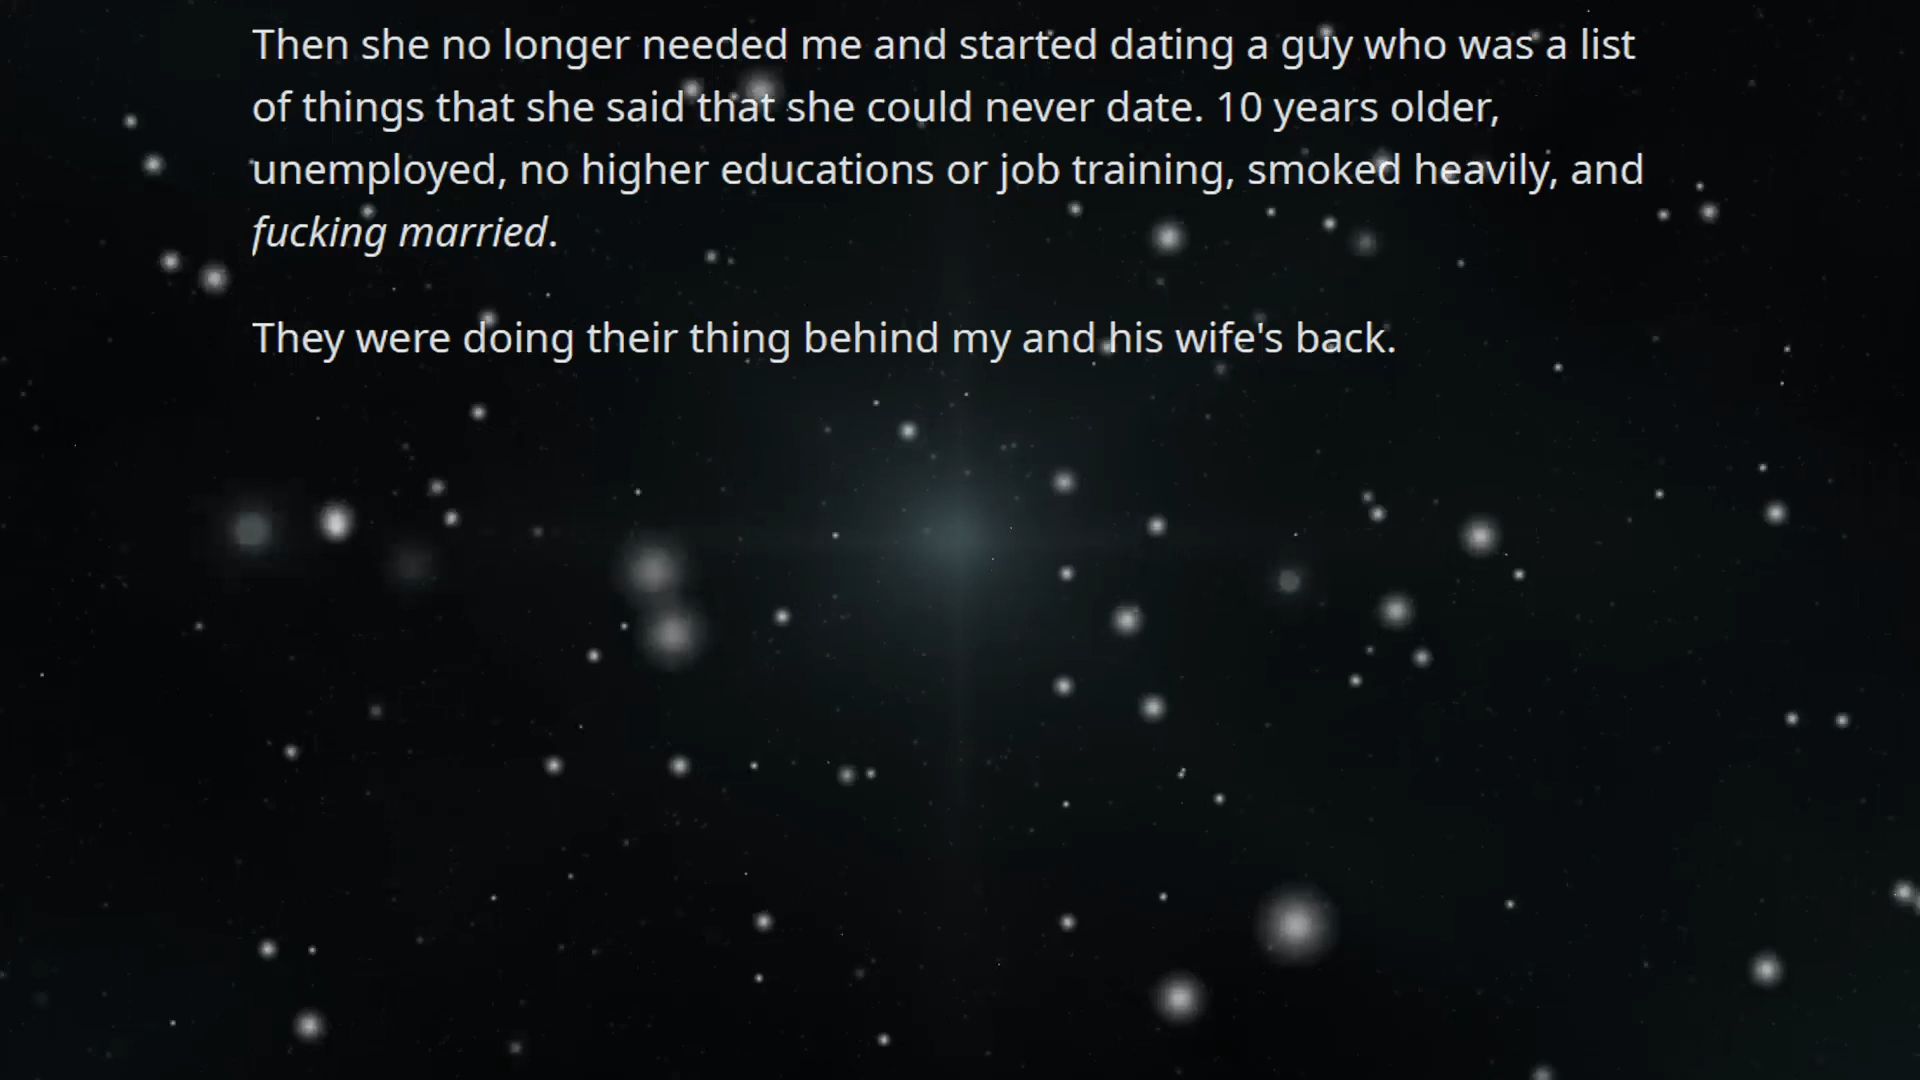 Then she no longer needed me and started dating a guy who was a list
of things that she said that she could never date. 10 years older,
unemployed, no higher educations or job training, smoked heavily, and
fucking married.
They were doing their thing behind my and his wife's back.